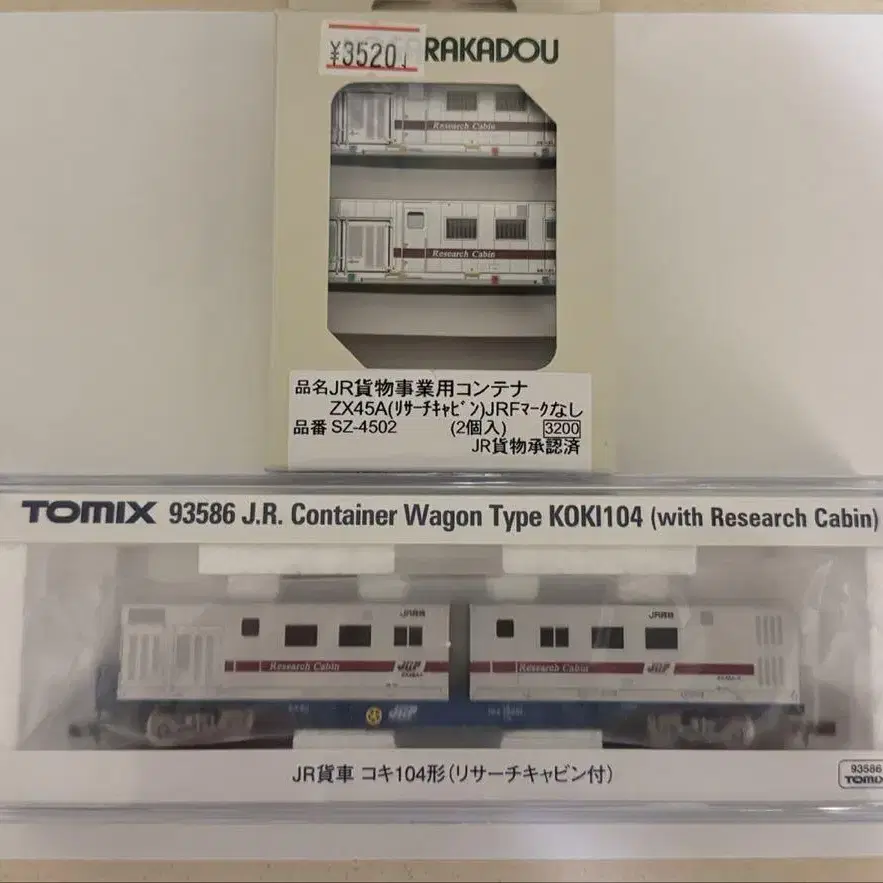 ¥3520
RAKADOU
Research Cabin
Research Cabin
品名JR貨物事業用コンテナ
ZX45A(ﾘｻｰﾁｷｬﾋﾞﾝ)JRFﾏｰｸなし
品番 SZ-4502 (2個入) 3200
JR貨物承認済
TOMIX 93586 J.R. Container Wagon Type KOKI104 (with Research Cabin)
JR貨物 JR貨物
Research Cabin JRF Research Cabin JRF
JRF
JR貨車 コキ104形(リサーチキャビン付)
93586
TOMIX